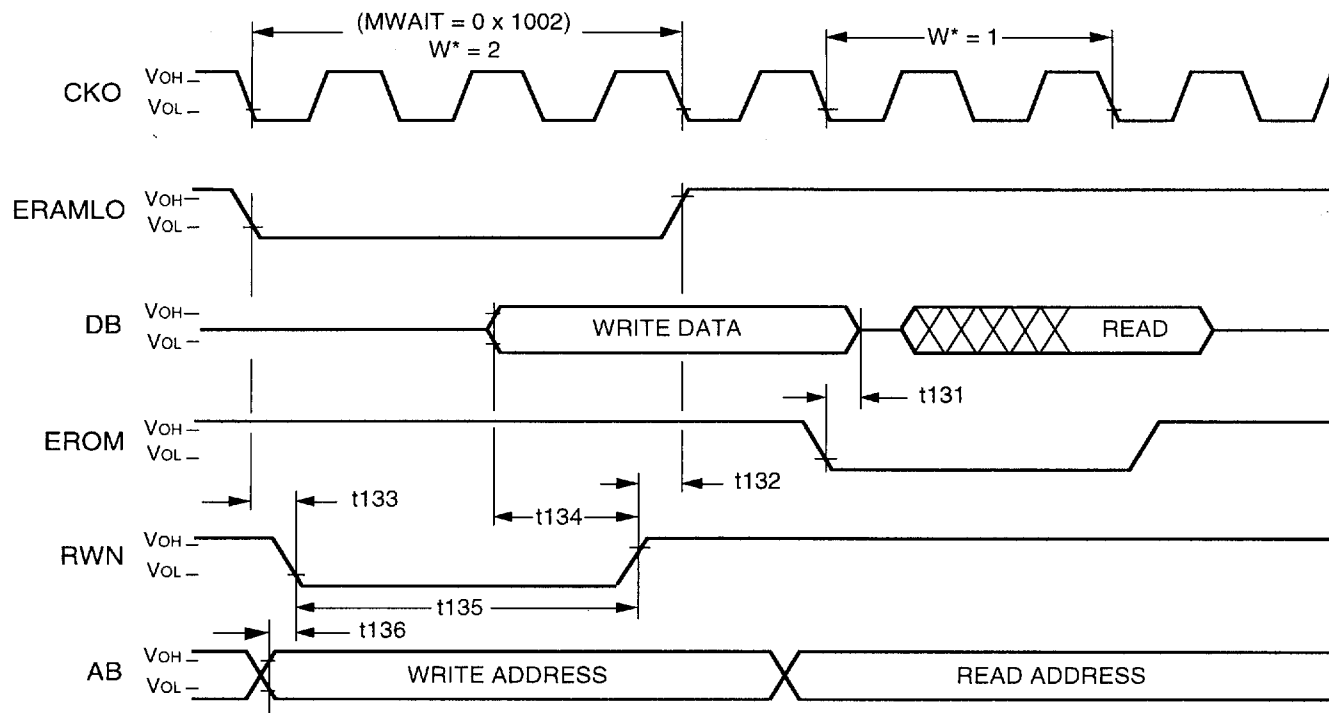 (MWAIT = 0 x 1002)
W* = 2
W* = 1
CKO
VOH
VOL
ERAMLO
VOH
VOL
DB
VOH
VOL
WRITE DATA
READ
t131
EROM
VOH
VOL
t132
t133
t134
RWN
VOH
VOL
t135
t136
AB
VOH
VOL
WRITE ADDRESS
READ ADDRESS